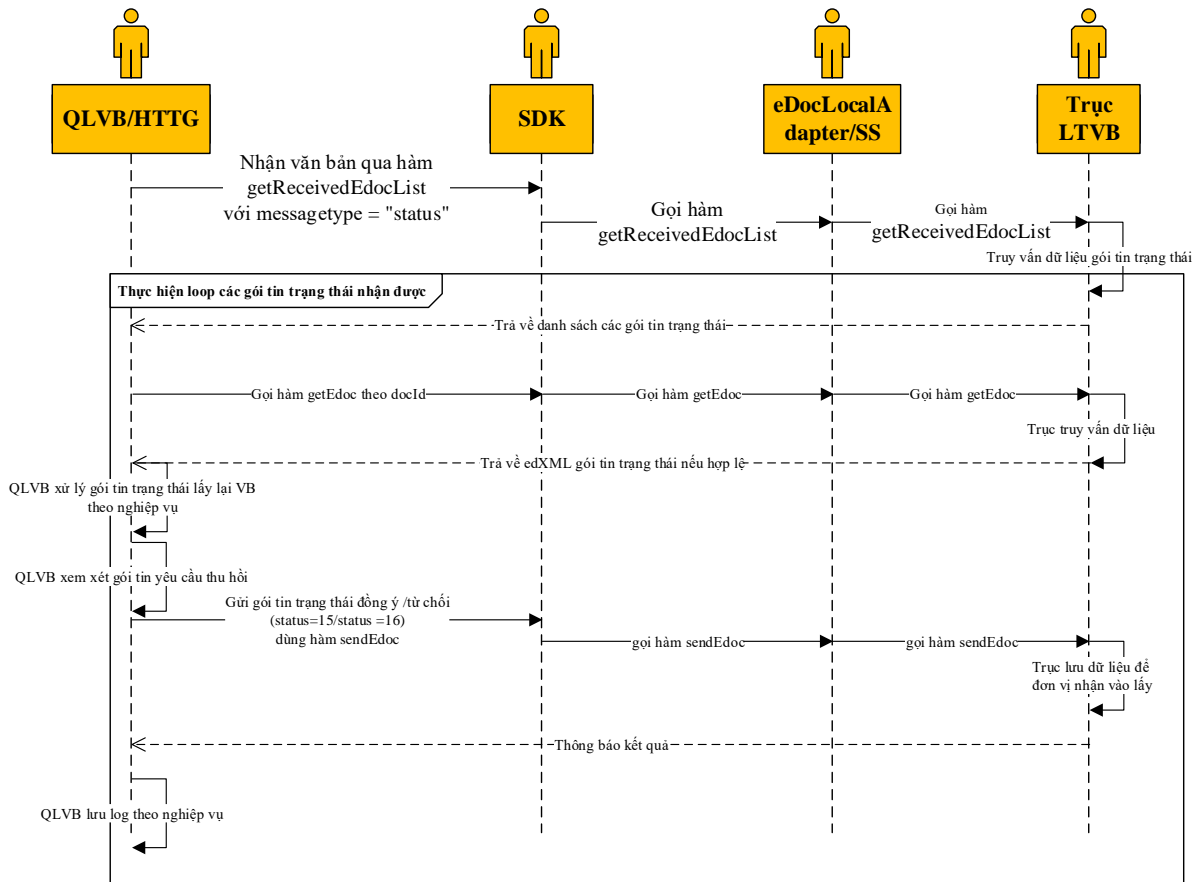 QLVB/HTTG
SDK
eDocLocalA
dapter/SS
Trục
LTVB
Nhận văn bản qua hàm
getReceivedEdocList
với messagetype = "status"
Gọi hàm
getReceivedEdocList
Gọi hàm
getReceivedEdocList
Truy vấn dữ liệu gói tin trạng thái
Thực hiện loop các gói tin trạng thái nhận được
Trả về danh sách các gói tin trạng thái
Gọi hàm getEdoc theo docId
Gọi hàm getEdoc
Gọi hàm getEdoc
Trục truy vấn dữ liệu
Trả về edXML gói tin trạng thái nếu hợp lệ
QLVB xử lý gói tin trạng thái lấy lại VB
theo nghiệp vụ
QLVB xem xét gói tin yêu cầu thu hồi
Gửi gói tin trạng thái đồng ý /từ chối
(status=15/status =16)
dùng hàm sendEdoc
gọi hàm sendEdoc
gọi hàm sendEdoc
Trục lưu dữ liệu để
đơn vị nhận vào lấy
Thông báo kết quả
QLVB lưu log theo nghiệp vụ